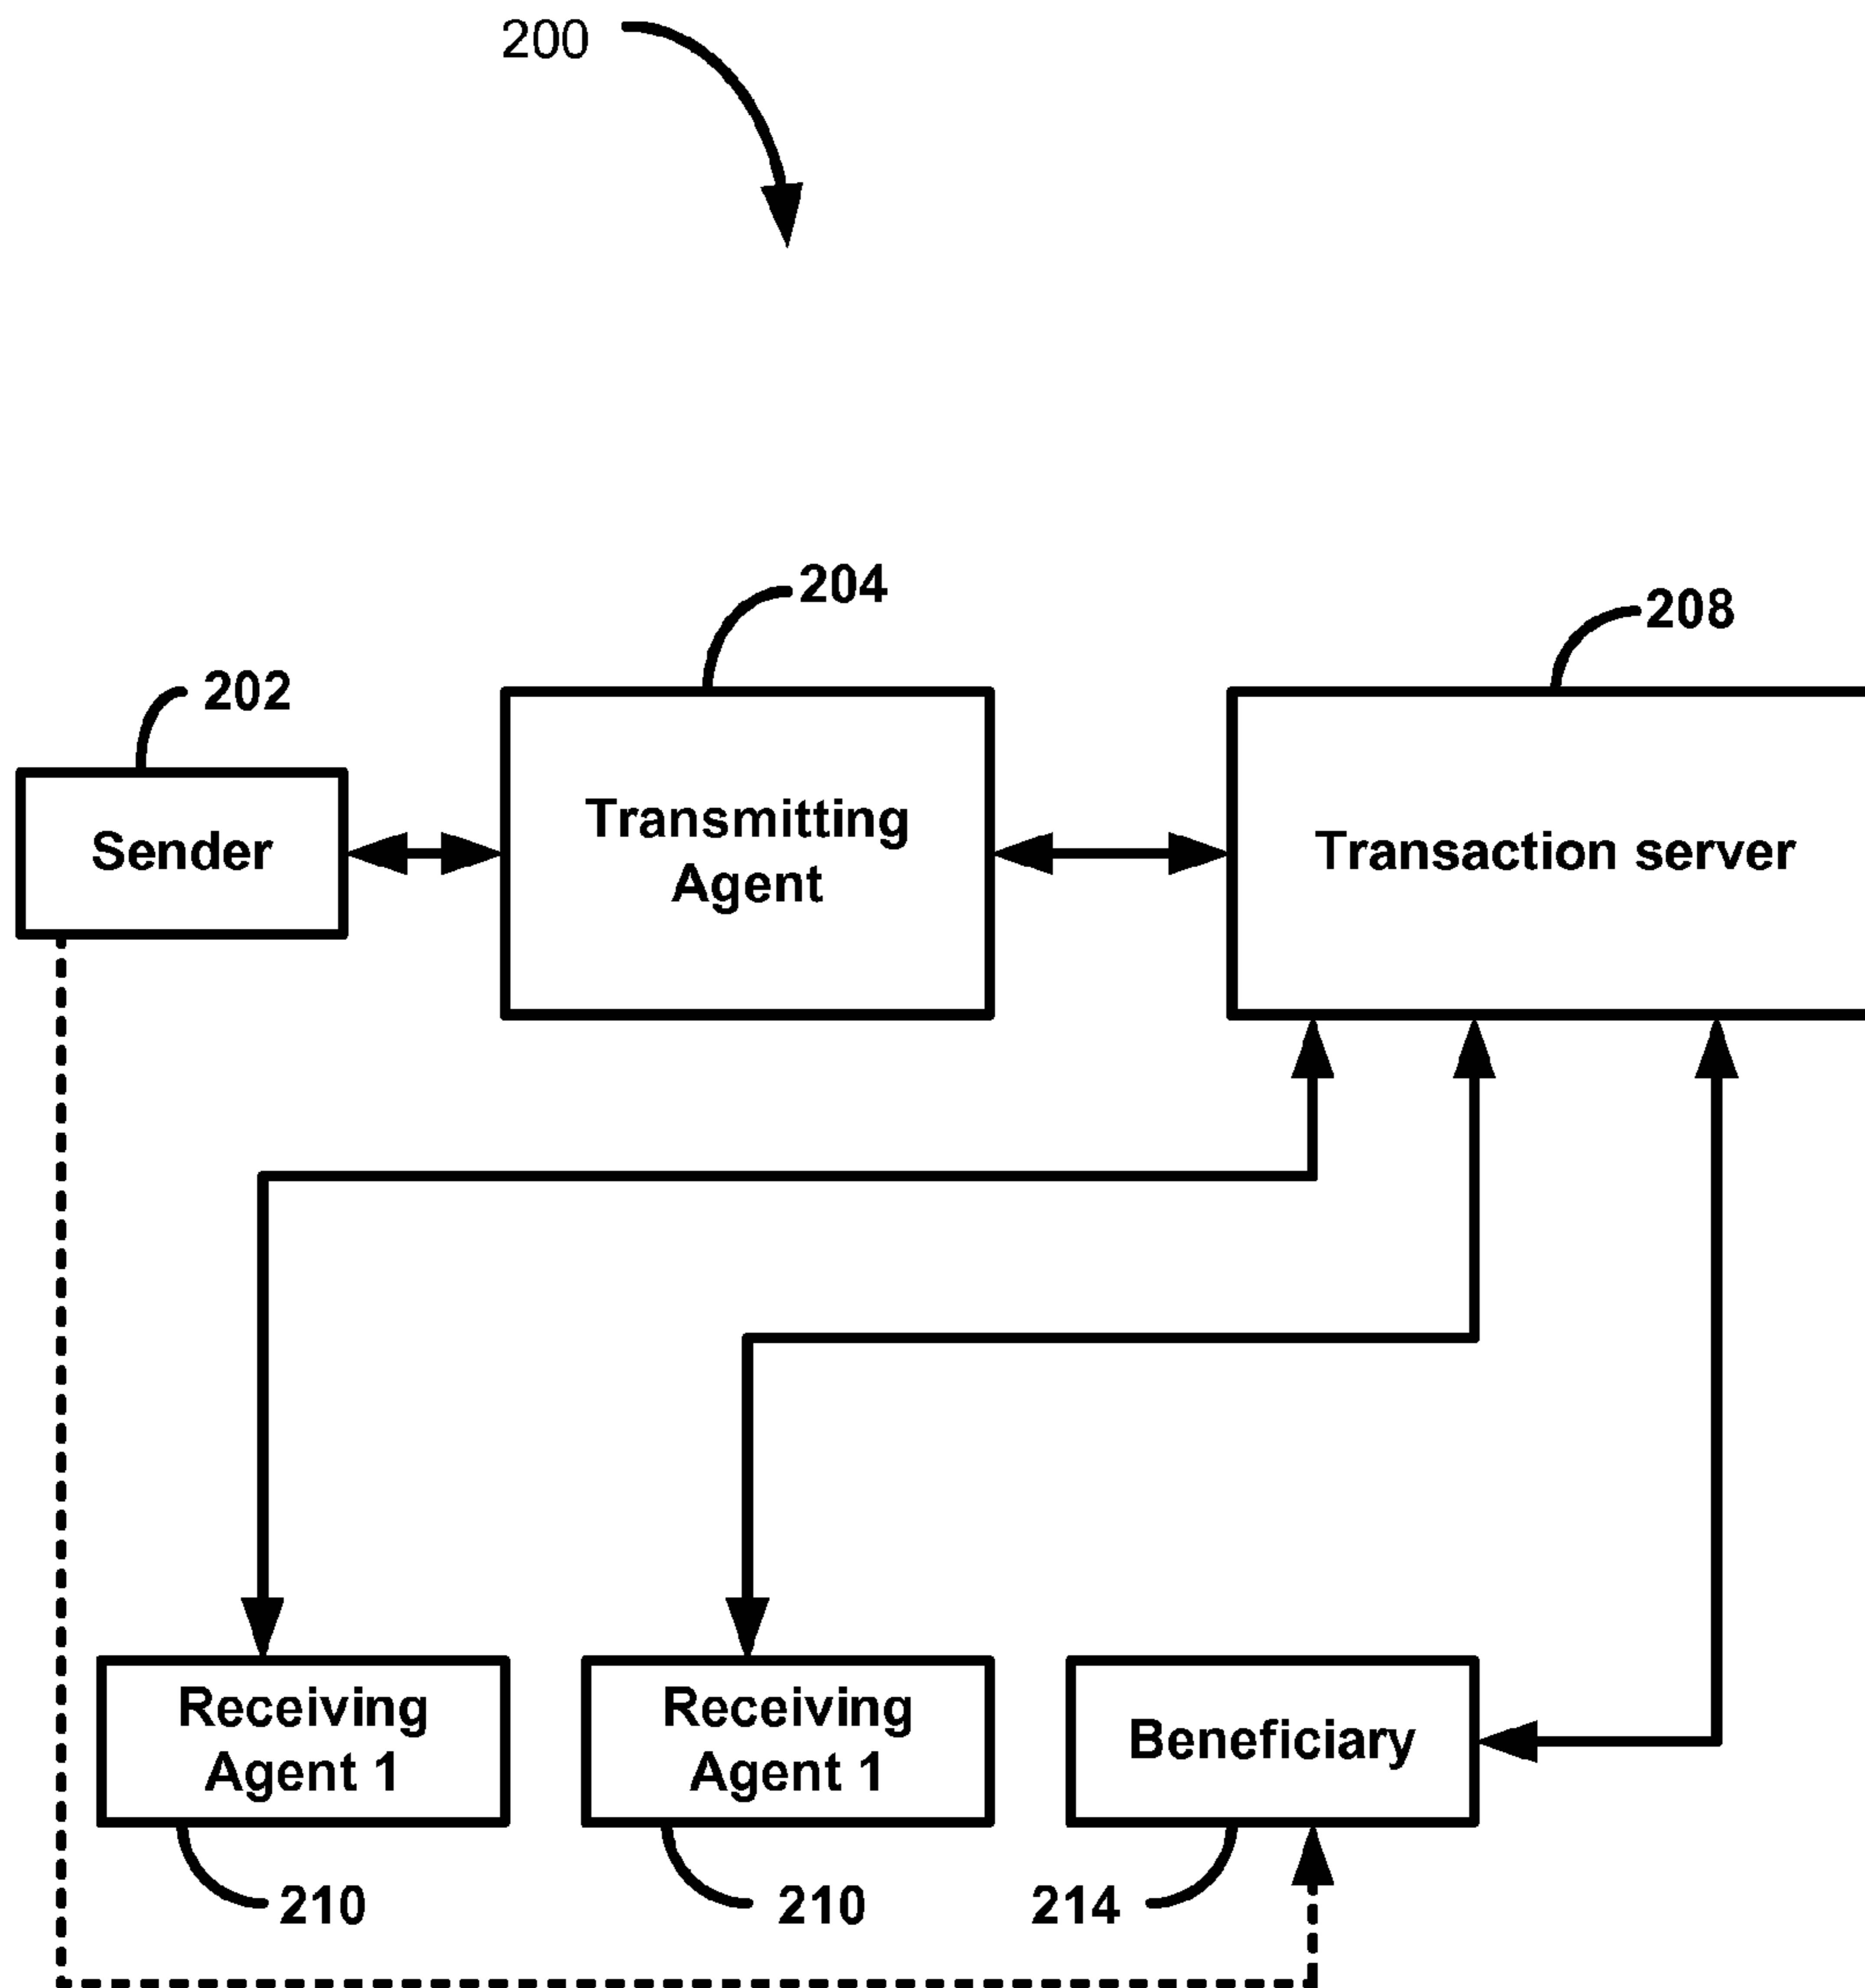 200
204
208
202
Transmitting
Agent
Sender
Transaction server
Receiving
Agent 1
Receiving
Agent 1
Beneficiary
210
210
214